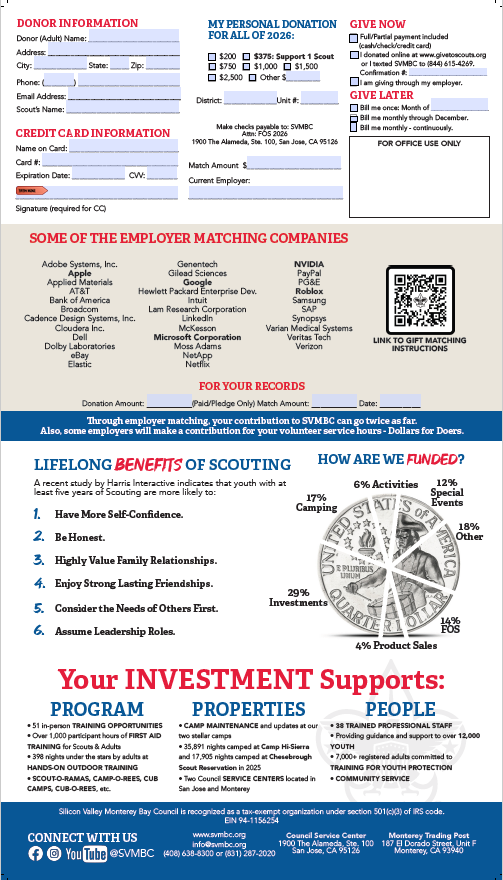 DONOR INFORMATION
Donor (Adult) Name:
Address:
City: State: Zip:
Phone: ( )
Email Address:
Scout's Name:
CREDIT CARD INFORMATION
Name on Card:
Card #:
Expiration Date: CVV:
Signature (required for CC)
MY PERSONAL DONATION
FOR ALL OF 2026:
$200 $375: Support 1 Scout
$750 $1,000 $1,500
$2,500 Other $
District: Unit #:
Make checks payable to: SVMBC
Attn: FOS 2026
1900 The Alameda, Ste. 100, San Jose, CA 95126
Match Amount $
Current Employer:
GIVE NOW
Full/Partial payment included
(cash/check/credit card)
I donated online at www.givetoscouts.org
or I texted SVMBC to (844) 615-4269.
Confirmation #:
I am giving through my employer.
GIVE LATER
Bill me once: Month of
Bill me monthly through December.
Bill me monthly - continuously.
FOR OFFICE USE ONLY
SOME OF THE EMPLOYER MATCHING COMPANIES
Adobe Systems, Inc.
Apple
Applied Materials
AT&T
Bank of America
Broadcom
Cadence Design Systems, Inc.
Cloudera Inc.
Dell
Dolby Laboratories
eBay
Elastic
Genentech
Gilead Sciences
Google
Hewlett Packard Enterprise Dev.
Intuit
Lam Research Corporation
LinkedIn
McKesson
Microsoft Corporation
Moss Adams
NetApp
Netflix
NVIDIA
PayPal
PG&E
Roblox
Samsung
SAP
Synopsys
Varian Medical Systems
Veritas Tech
Verizon
LINK TO GIFT MATCHING
INSTRUCTIONS
FOR YOUR RECORDS
Donation Amount: (Paid/Pledge Only) Match Amount: Date:
Through employer matching, your contribution to SVMBC can go twice as far.
Also, some employers will make a contribution for your volunteer service hours - Dollars for Doers.
LIFELONG BENEFITS OF SCOUTING
A recent study by Harris Interactive indicates that youth with at
least five years of Scouting are more likely to:
1. Have More Self-Confidence.
2. Be Honest.
3. Highly Value Family Relationships.
4. Enjoy Strong Lasting Friendships.
5. Consider the Needs of Others First.
6. Assume Leadership Roles.
HOW ARE WE FUNDED?
6% Activities
12%
Special
Events
17%
Camping
18%
Other
29%
Investments
14%
FOS
4% Product Sales
UNITED STATES OF AMERICA
E PLURIBUS
UNUM
QUARTER DOLLAR
Your INVESTMENT Supports:
PROGRAM
• 51 in-person TRAINING OPPORTUNITIES
• Over 1,000 participant hours of FIRST AID
TRAINING for Scouts & Adults
• 398 nights under the stars by adults at
HANDS-ON OUTDOOR TRAINING
• SCOUT-O-RAMAS, CAMP-O-REES, CUB
CAMPS, CUB-O-REES, etc.
PROPERTIES
• CAMP MAINTENANCE and updates at our
two stellar camps
• 35,891 nights camped at Camp Hi-Sierra
and 17,905 nights camped at Chesebrough
Scout Reservation in 2025
• Two Council SERVICE CENTERS located in
San Jose and Monterey
PEOPLE
• 38 TRAINED PROFESSIONAL STAFF
• Providing guidance and support to over 12,000
YOUTH
• 7,000+ registered adults committed to
TRAINING FOR YOUTH PROTECTION
• COMMUNITY SERVICE
Silicon Valley Monterey Bay Council is recognized as a tax-exempt organization under section 501(c)(3) of IRS code.
EIN 94-1156254
CONNECT WITH US
YouTube @SVMBC
www.svmbc.org
info@svmbc.org
(408) 638-8300 or (831) 287-2020
Council Service Center
1900 The Alameda, Ste. 100
San Jose, CA 95126
Monterey Trading Post
187 El Dorado Street, Unit F
Monterey, CA 93940